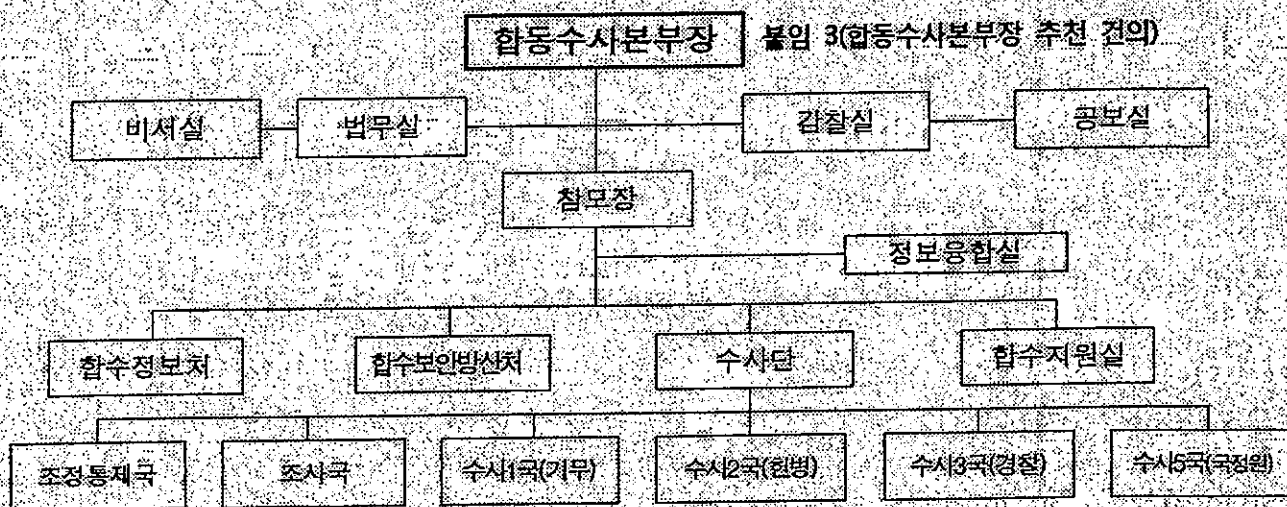 합동수사본부장 붙임 3(합동수사본부장 추천 건의)
비서실 법무실 감찰실 공보실
참모장
정보융합실
합수정보처 합수보안방산처 수사단 합수지원실
조정통제국 조사국 수사1국(기무) 수사2국(헌병) 수사3국(경찰) 수사5국(국정원)